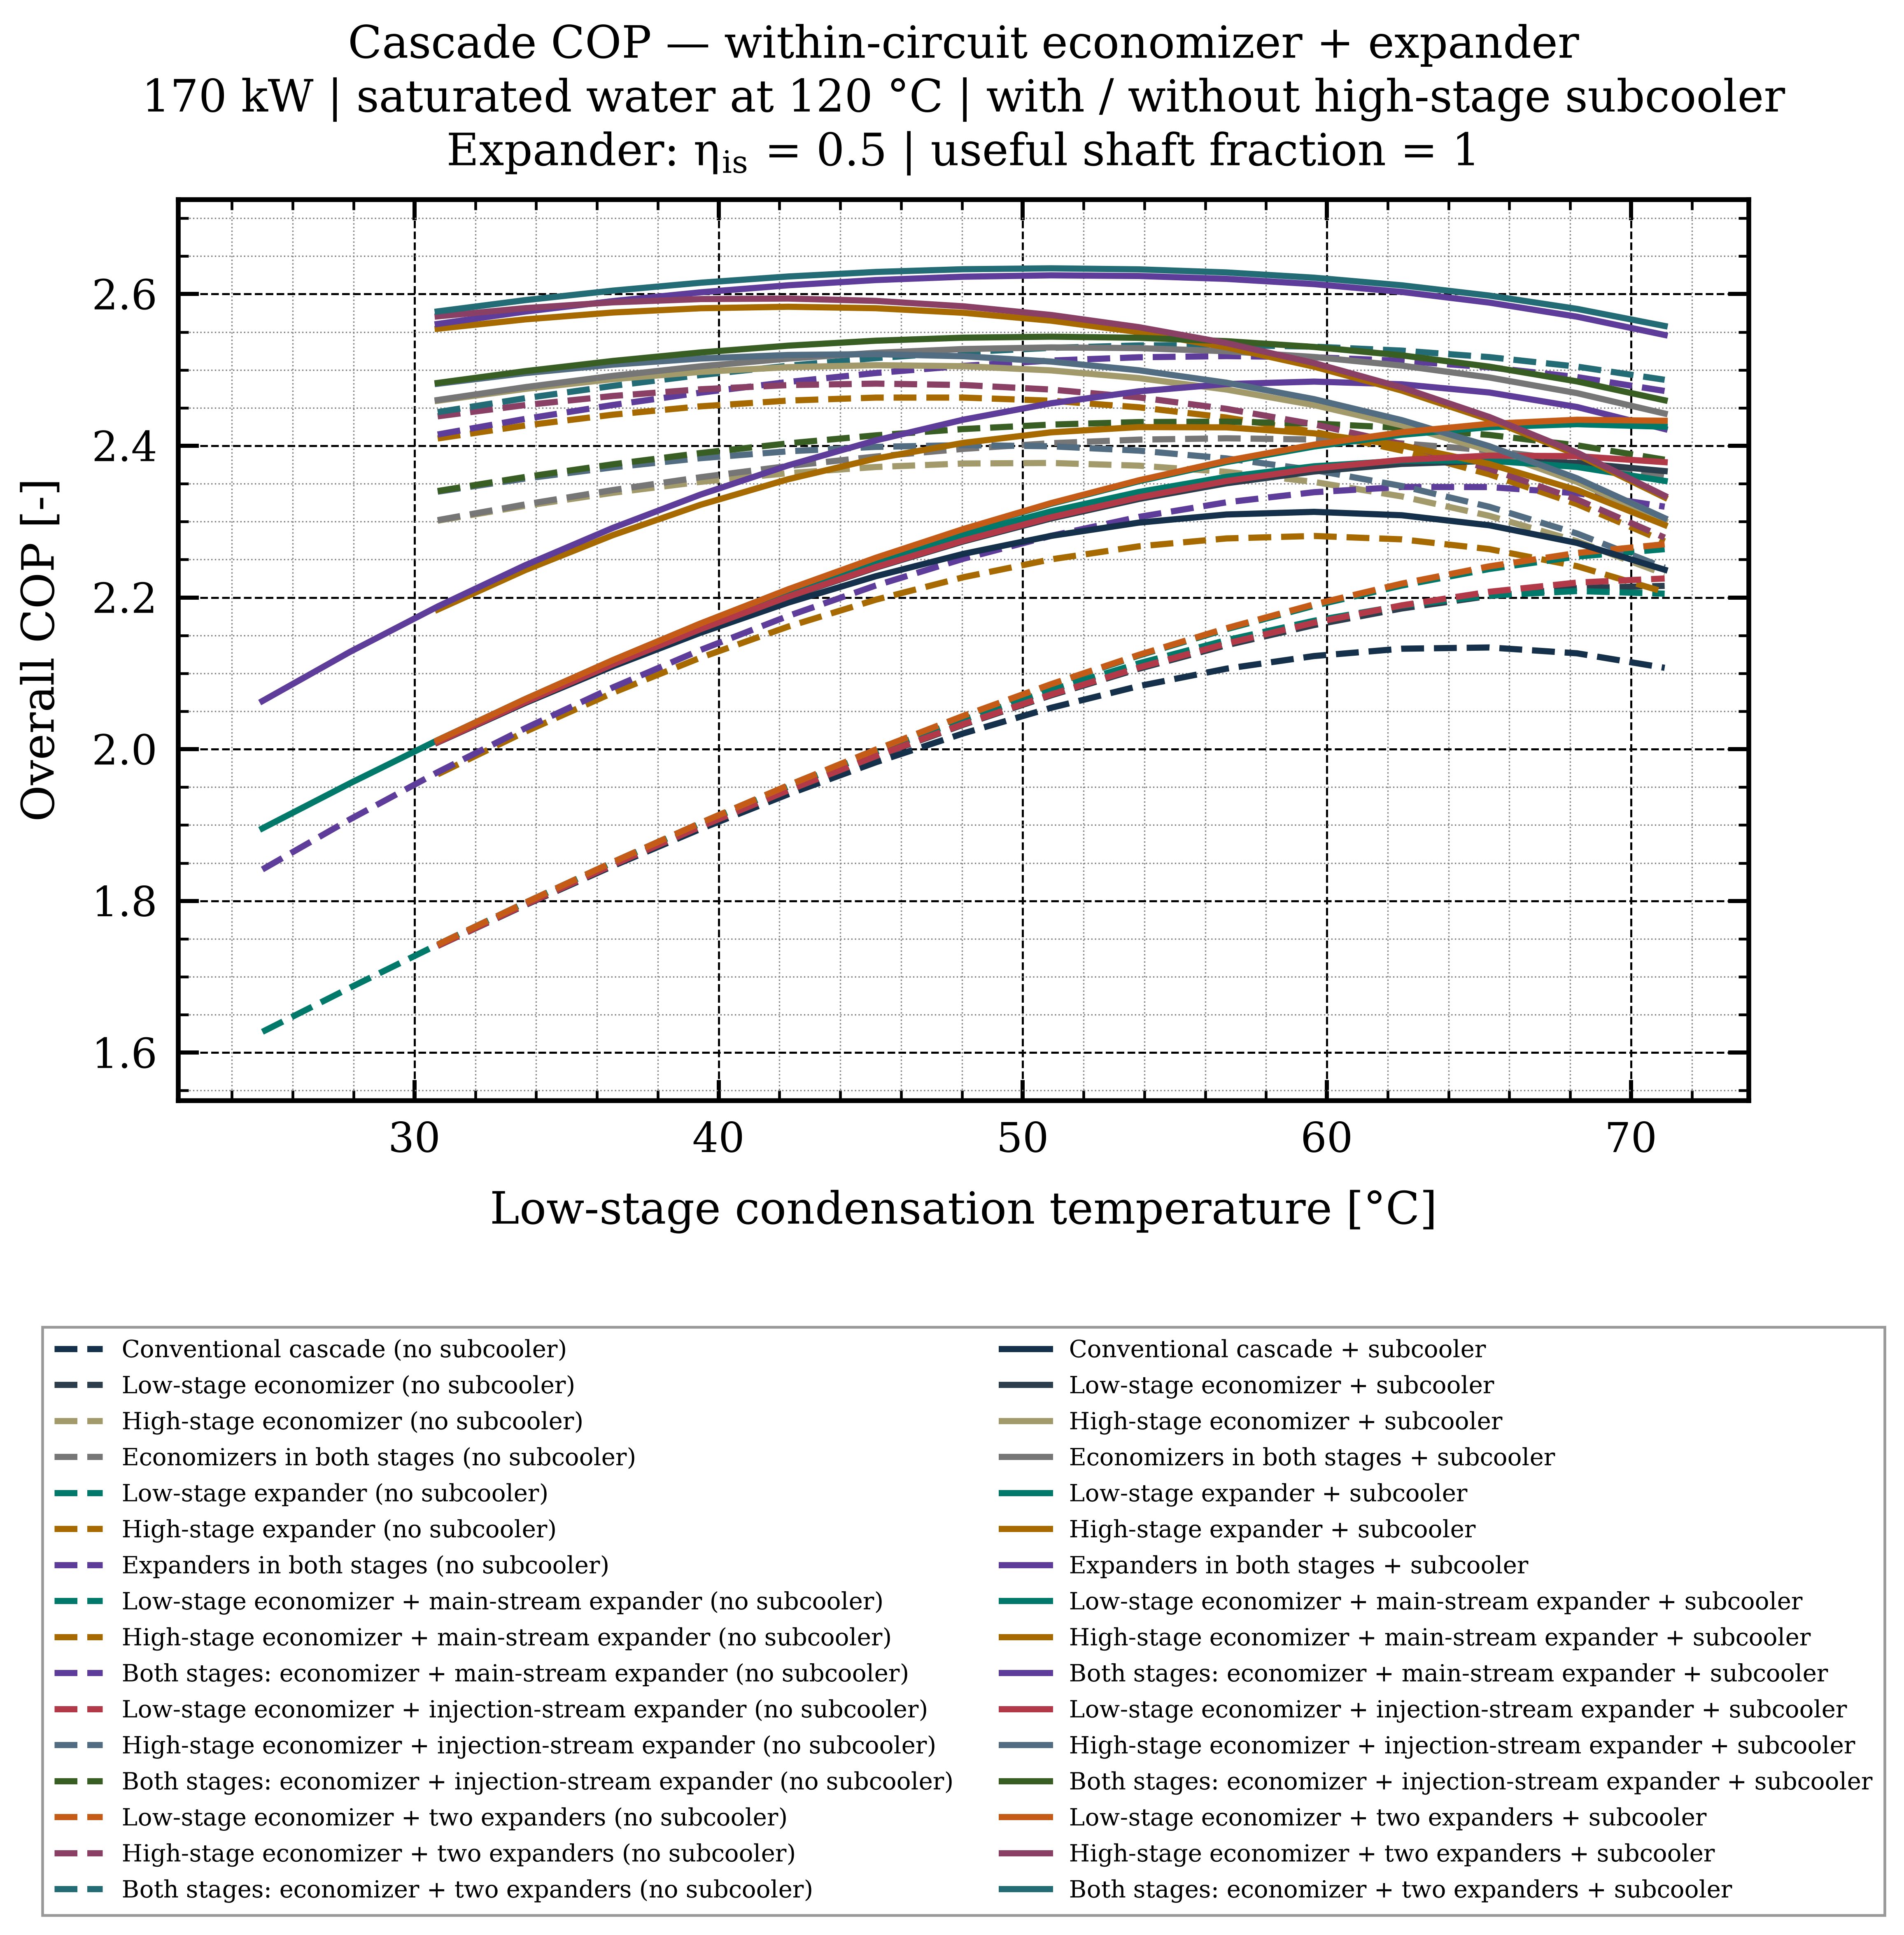 Cascade COP — within-circuit economizer + expander
170 kW | saturated water at 120 °C | with / without high-stage subcooler
Expander: ηis = 0.5 | useful shaft fraction = 1
Overall COP [-]
2.6
2.4
2.2
2.0
1.8
1.6
30 40 50 60 70
Low-stage condensation temperature [°C]
Conventional cascade (no subcooler)
Low-stage economizer (no subcooler)
High-stage economizer (no subcooler)
Economizers in both stages (no subcooler)
Low-stage expander (no subcooler)
High-stage expander (no subcooler)
Expanders in both stages (no subcooler)
Low-stage economizer + main-stream expander (no subcooler)
High-stage economizer + main-stream expander (no subcooler)
Both stages: economizer + main-stream expander (no subcooler)
Low-stage economizer + injection-stream expander (no subcooler)
High-stage economizer + injection-stream expander (no subcooler)
Both stages: economizer + injection-stream expander (no subcooler)
Low-stage economizer + two expanders (no subcooler)
High-stage economizer + two expanders (no subcooler)
Both stages: economizer + two expanders (no subcooler)
Conventional cascade + subcooler
Low-stage economizer + subcooler
High-stage economizer + subcooler
Economizers in both stages + subcooler
Low-stage expander + subcooler
High-stage expander + subcooler
Expanders in both stages + subcooler
Low-stage economizer + main-stream expander + subcooler
High-stage economizer + main-stream expander + subcooler
Both stages: economizer + main-stream expander + subcooler
Low-stage economizer + injection-stream expander + subcooler
High-stage economizer + injection-stream expander + subcooler
Both stages: economizer + injection-stream expander + subcooler
Low-stage economizer + two expanders + subcooler
High-stage economizer + two expanders + subcooler
Both stages: economizer + two expanders + subcooler